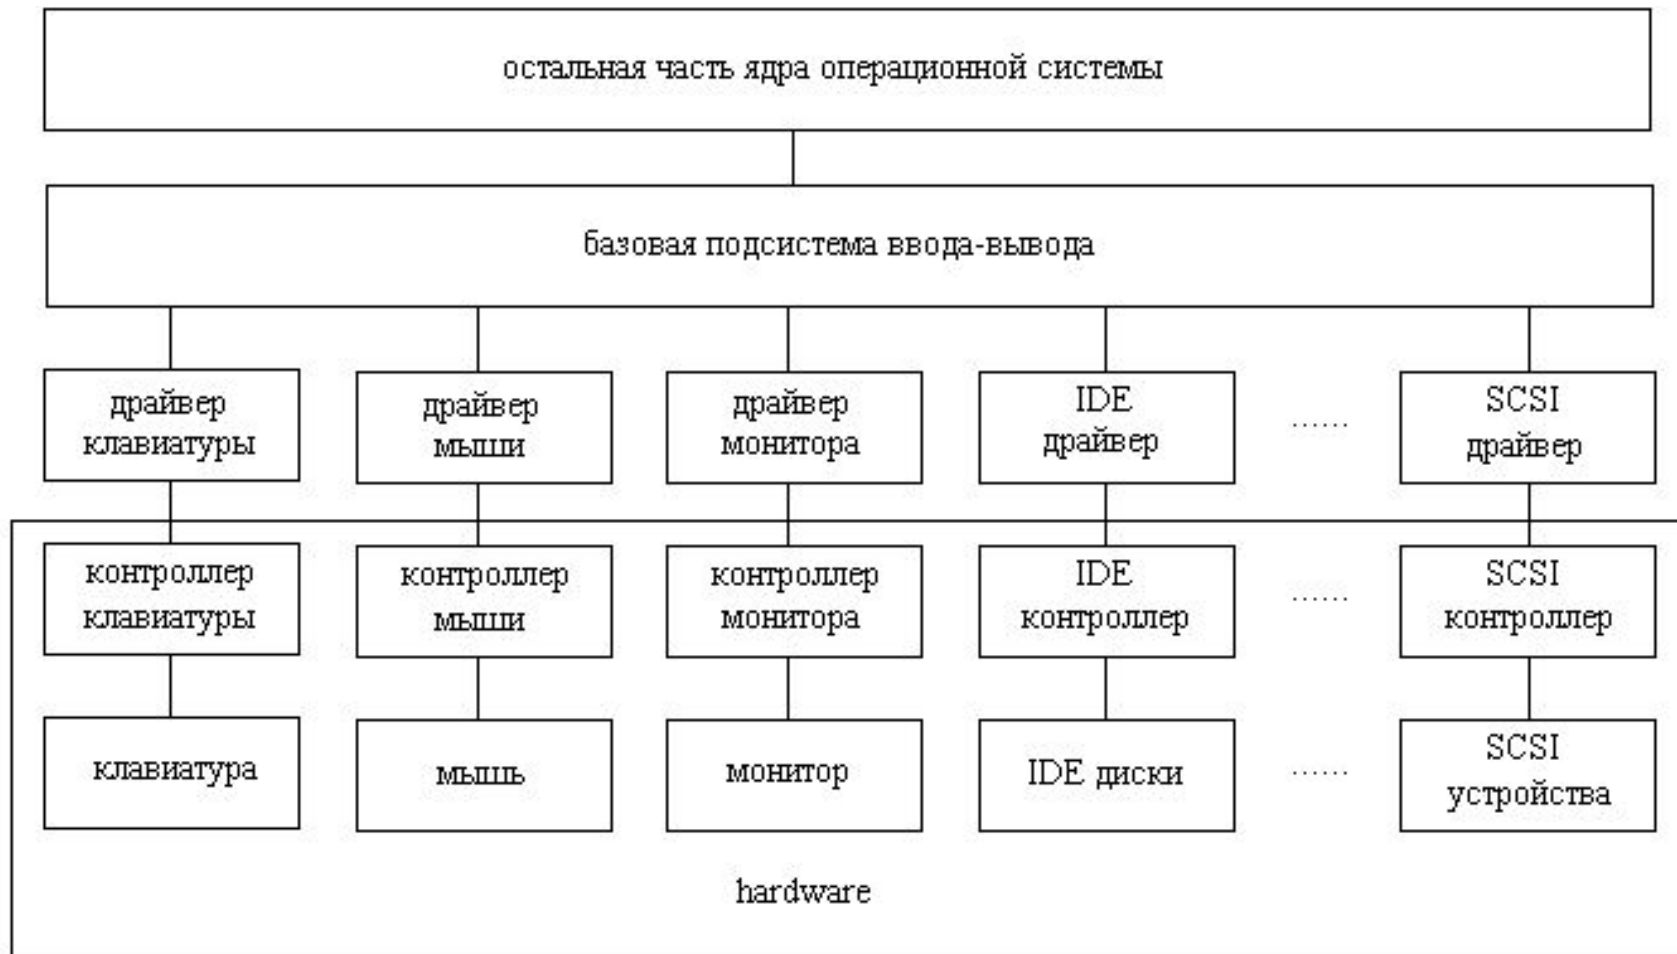 остальная часть ядра операционной системы
базовая подсистема ввода-вывода
драйвер
клавиатуры
драйвер
мыши
драйвер
монитора
IDE
драйвер
......
SCSI
драйвер
контроллер
клавиатуры
контроллер
мыши
контроллер
монитора
IDE
контроллер
......
SCSI
контроллер
клавиатура
мышь
монитор
IDE диски
......
SCSI
устройства
hardware